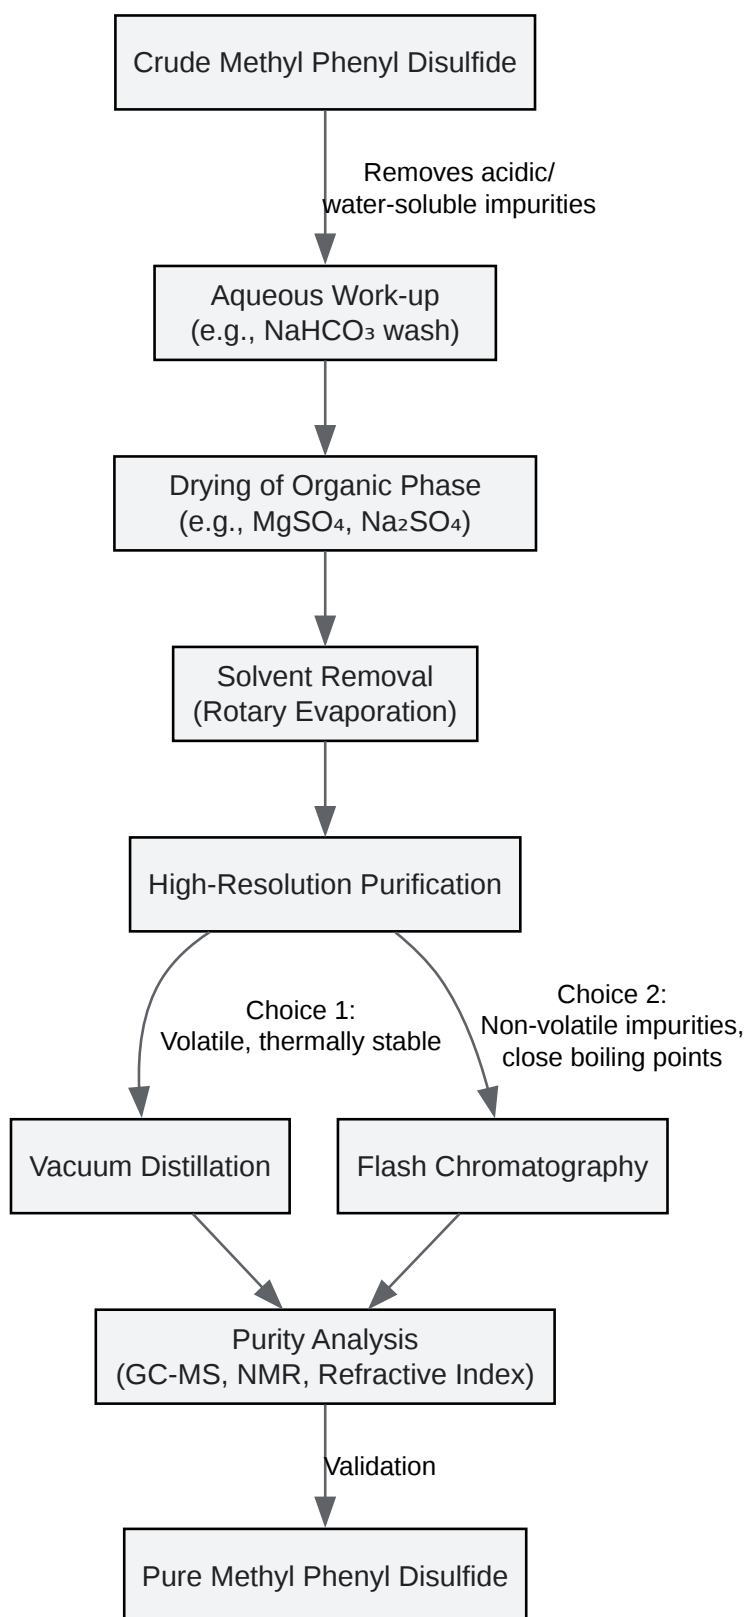 Crude Methyl Phenyl Disulfide
Removes acidic/
water-soluble impurities
Aqueous Work-up
(e.g., NaHCO₃ wash)
Drying of Organic Phase
(e.g., MgSO₄, Na₂SO₄)
Solvent Removal
(Rotary Evaporation)
High-Resolution Purification
Choice 1:
Volatile, thermally stable
Choice 2:
Non-volatile impurities,
close boiling points
Vacuum Distillation
Flash Chromatography
Purity Analysis
(GC-MS, NMR, Refractive Index)
Validation
Pure Methyl Phenyl Disulfide